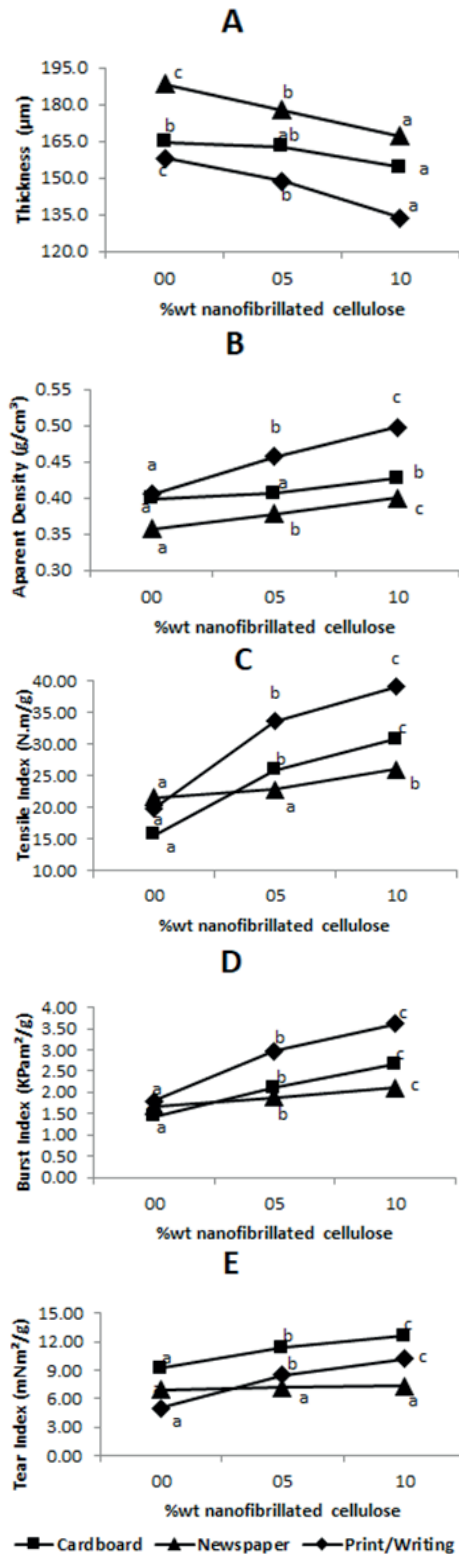 A
Thickness (µm)
195.0
180.0
165.0
150.0
135.0
120.0
c
b
a
b
ab
a
c
b
a
00 05 10
%wt nanofibrillated cellulose
B
Aparent Density (g/cm³)
0.55
0.50
0.45
0.40
0.35
0.30
a
b
c
a
a
b
a
b
c
00 05 10
%wt nanofibrillated cellulose
C
Tensile Index (N.m/g)
40.00
35.00
30.00
25.00
20.00
15.00
10.00
a
b
c
a
b
c
a
a
b
00 05 10
%wt nanofibrillated cellulose
D
Burst Index (KPam²/g)
4.00
3.50
3.00
2.50
2.00
1.50
1.00
0.50
0.00
a
b
c
b
c
a
b
c
00 05 10
%wt nanofibrillated cellulose
E
Tear Index (mNm²/g)
15.00
12.00
9.00
6.00
3.00
0.00
a
b
c
b
c
a
a
a
00 05 10
%wt nanofibrillated cellulose
Cardboard Newspaper Print/Writing